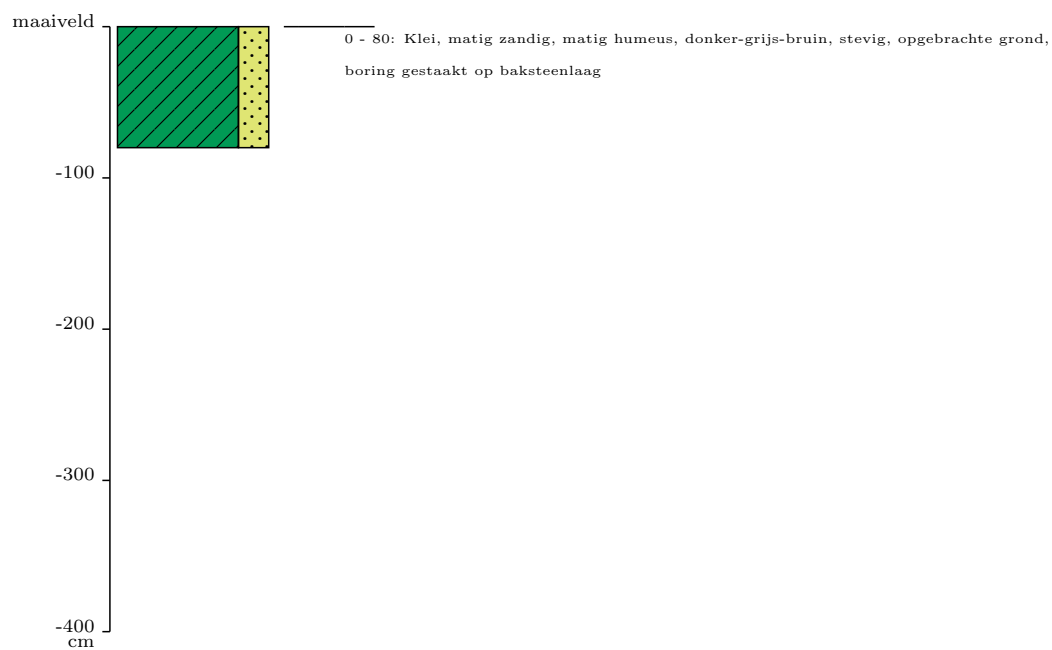 maaiveld
0 - 80: Klei, matig zandig, matig humeus, donker-grijs-bruin, stevig, opgebrachte grond,
boring gestaakt op baksteenlaag
-100
-200
-300
-400
cm